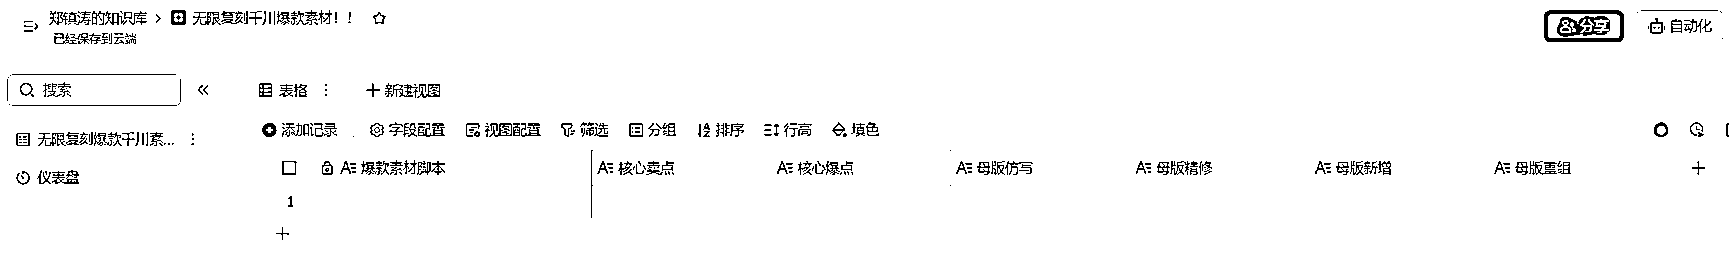 郑镇涛的知识库 > 无限复刻千川爆款素材！！
已经保存到云端
分享
自动化
搜索
表格
新建视图
无限复刻爆款千川素...
添加记录 字段配置 视图配置 筛选 分组 排序 行高 填色
爆款素材脚本 核心卖点 核心爆点 母版仿写 母版精修 母版新增 母版重组
仪表盘
1